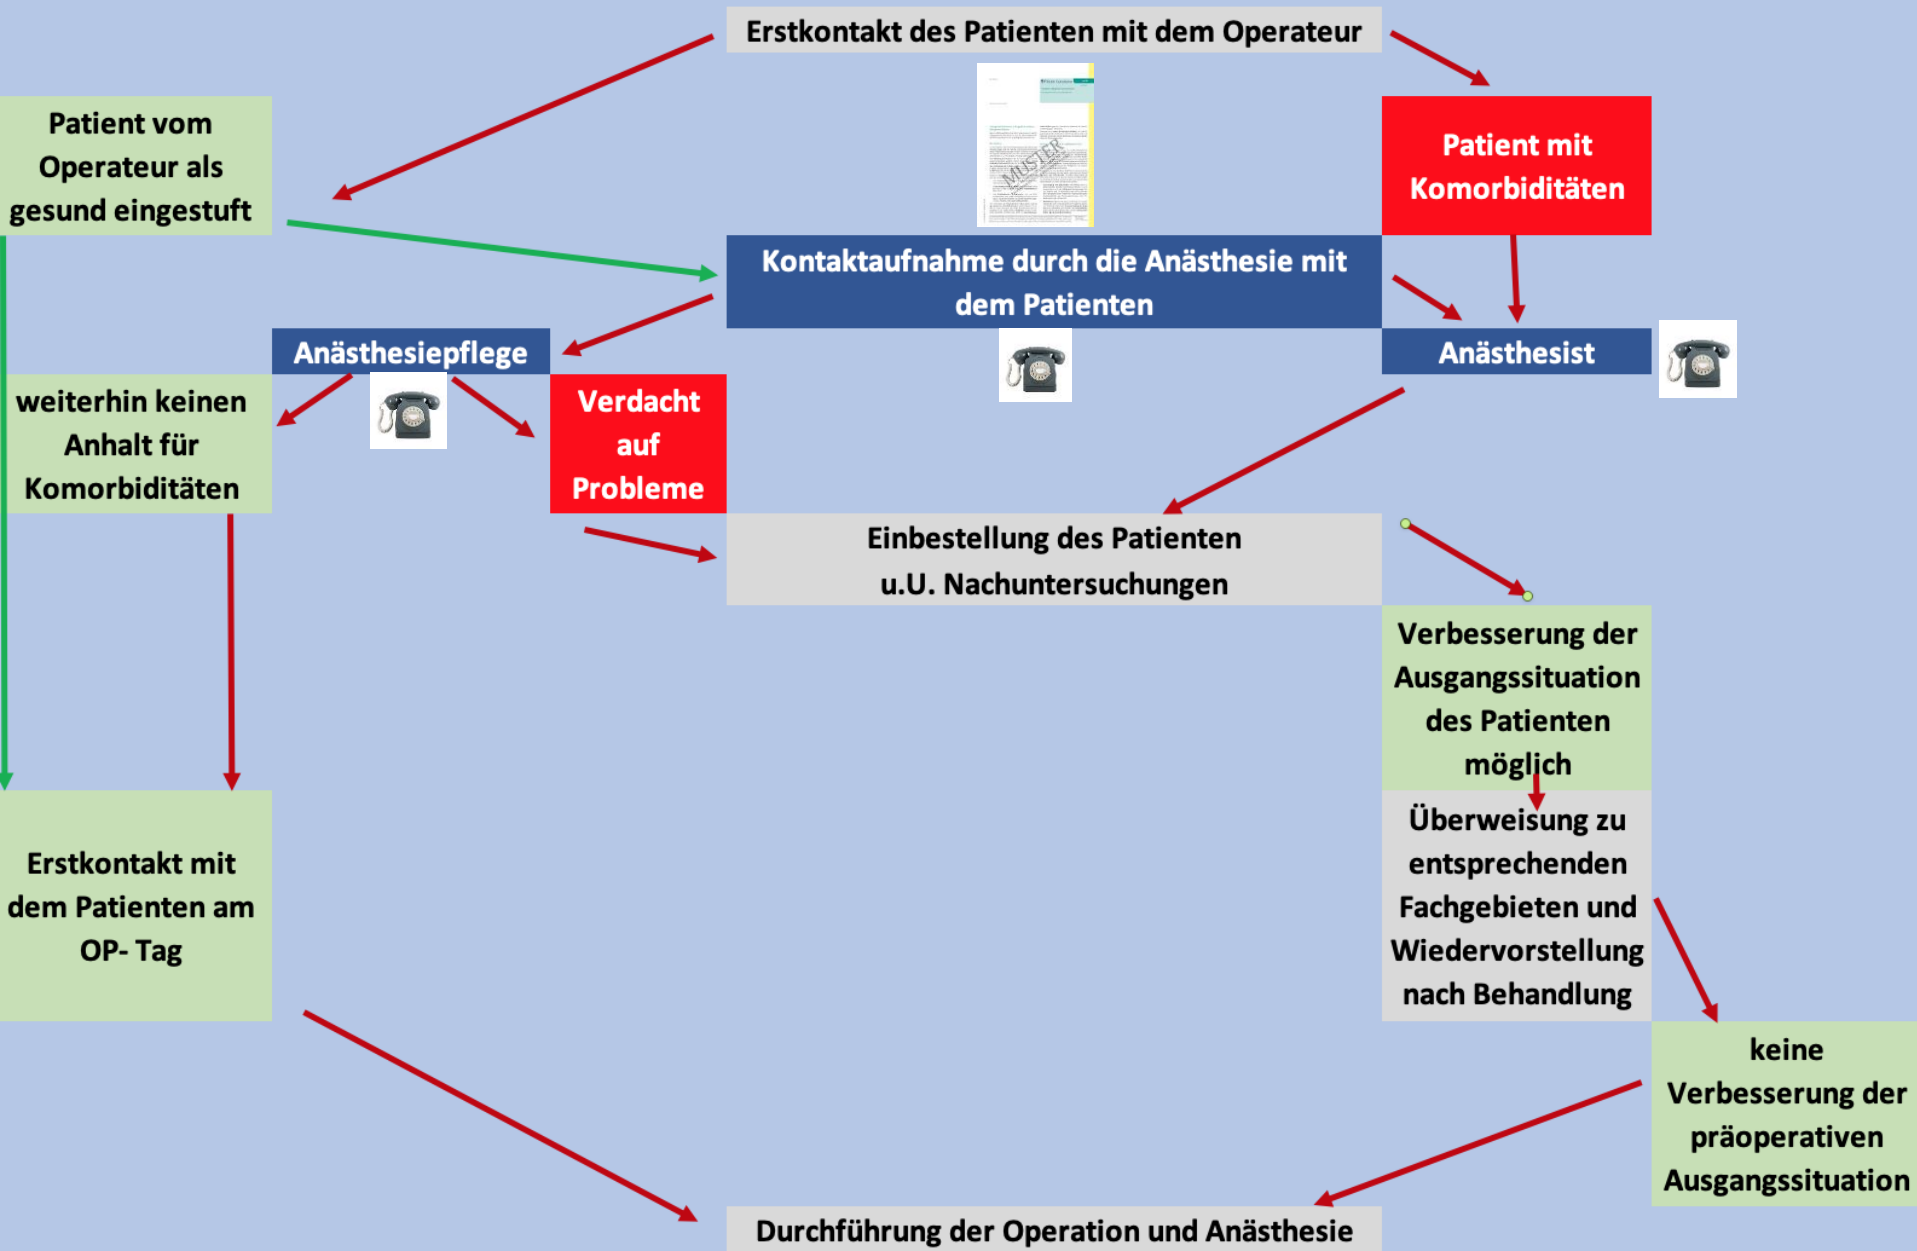 Erstkontakt des Patienten mit dem Operateur
Patient vom
Operateur als
gesund eingestuft
MUSTER
Patient mit
Komorbiditäten
Kontaktaufnahme durch die Anästhesie mit
dem Patienten
Anästhesiepflege
Anästhesist
weiterhin keinen
Anhalt für
Komorbiditäten
Verdacht
auf
Probleme
Einbestellung des Patienten
u.U. Nachuntersuchungen
Verbesserung der
Ausgangssituation
des Patienten
möglich
Überweisung zu
entsprechenden
Fachgebieten und
Wiedervorstellung
nach Behandlung
Erstkontakt mit
dem Patienten am
OP- Tag
keine
Verbesserung der
präoperativen
Ausgangssituation
Durchführung der Operation und Anästhesie